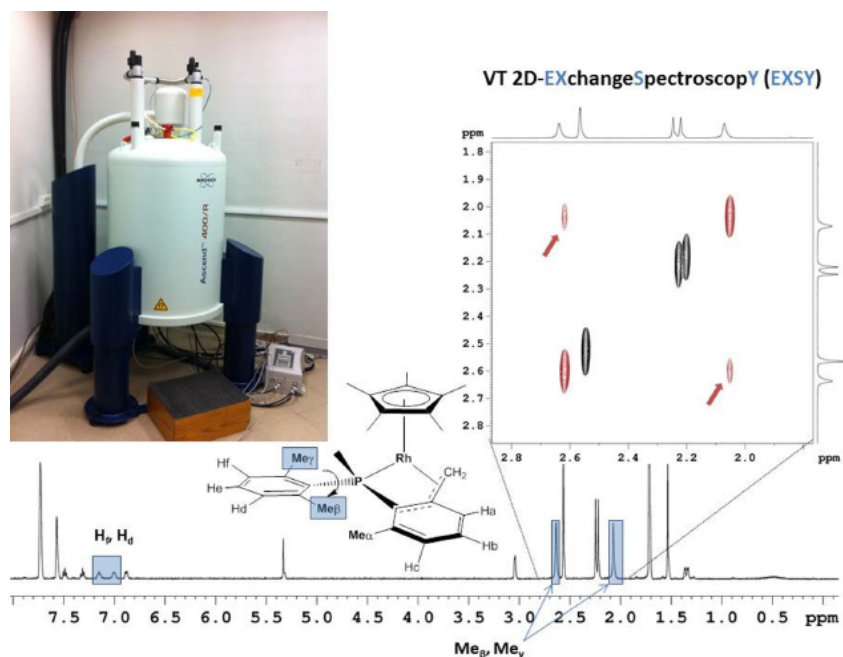 VT 2D-EXchangeSpectroscopY (EXSY)
BRUKER
Ascend™ 400/R
ppm
1.8
1.9
2.0
2.1
2.2
2.3
2.4
2.5
2.6
2.7
2.8
2.8 2.6 2.4 2.2 2.0 ppm
Rh
Meγ
Hf
He
Hd
P
CH2
Meβ
Meα
Ha
Hb
Hc
Hf, Hd
7.5 7.0 6.5 6.0 5.5 5.0 4.5 4.0 3.5 3.0 2.5 2.0 1.5 1.0 0.5 ppm
Meβ, Meγ